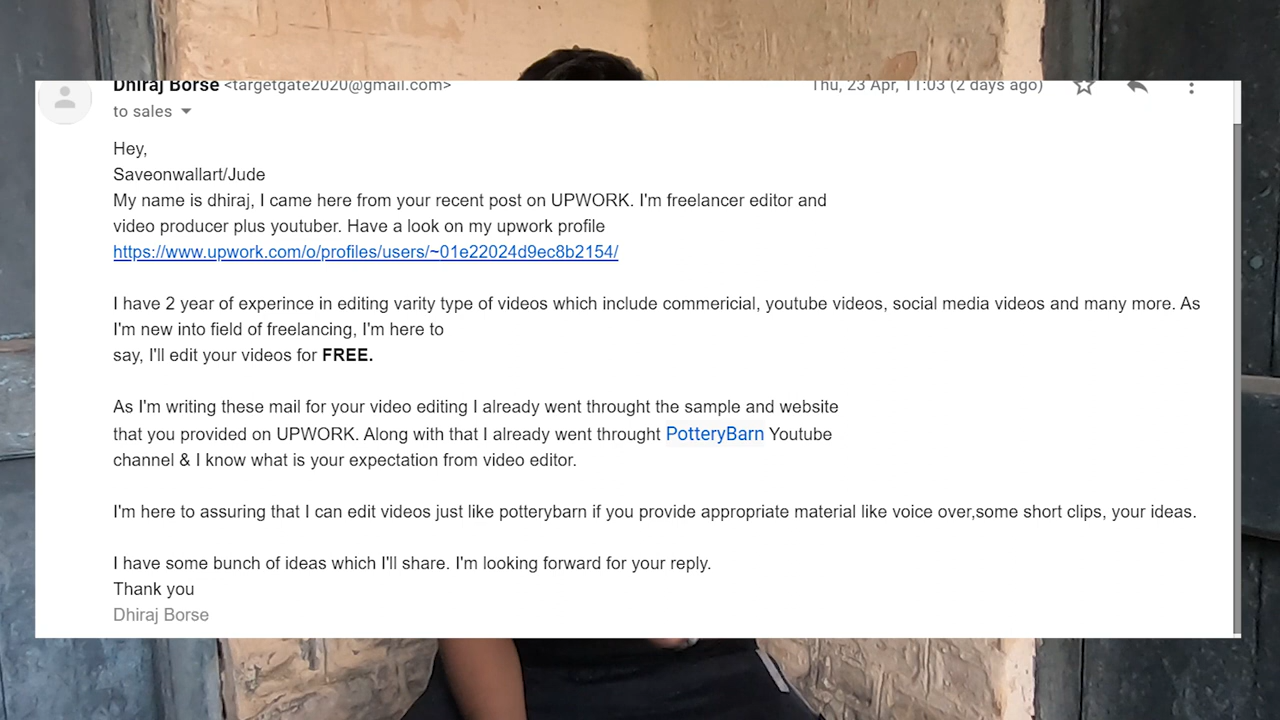 Dhiraj Borse <targetgate2020@gmail.com> Thu, 23 Apr, 11:03 (2 days ago)
to sales
Hey,
Saveonwallart/Jude
My name is dhiraj, I came here from your recent post on UPWORK. I'm freelancer editor and
video producer plus youtuber. Have a look on my upwork profile
https://www.upwork.com/o/profiles/users/~01e22024d9ec8b2154/
I have 2 year of experince in editing varity type of videos which include commericial, youtube videos, social media videos and many more. As
I'm new into field of freelancing, I'm here to
say, I'll edit your videos for FREE.
As I'm writing these mail for your video editing I already went throught the sample and website
that you provided on UPWORK. Along with that I already went throught PotteryBarn Youtube
channel & I know what is your expectation from video editor.
I'm here to assuring that I can edit videos just like potterybarn if you provide appropriate material like voice over,some short clips, your ideas.
I have some bunch of ideas which I'll share. I'm looking forward for your reply.
Thank you
Dhiraj Borse